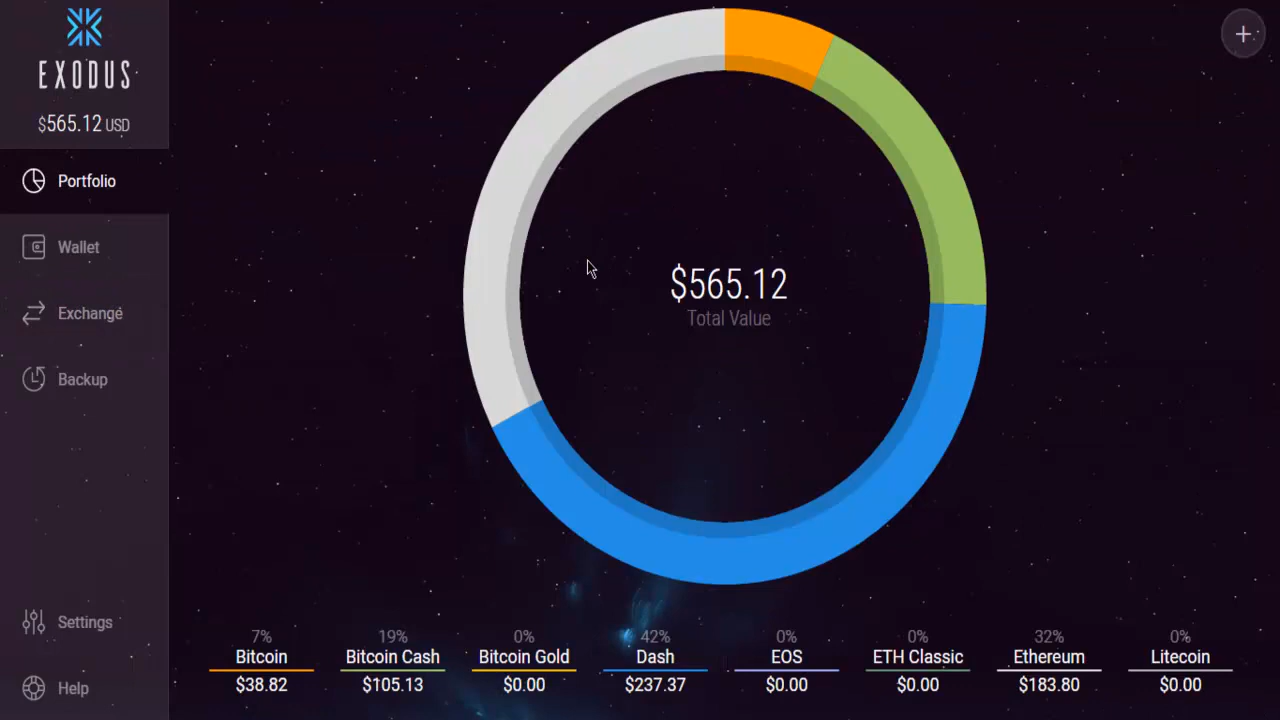 EXODUS
$565.12 USD
Portfolio
Wallet
Exchange
Backup
Settings
Help
+
$565.12
Total Value
7% 19% 0% 42% 0% 0% 32% 0%
Bitcoin Bitcoin Cash Bitcoin Gold Dash EOS ETH Classic Ethereum Litecoin
$38.82 $105.13 $0.00 $237.37 $0.00 $0.00 $183.80 $0.00